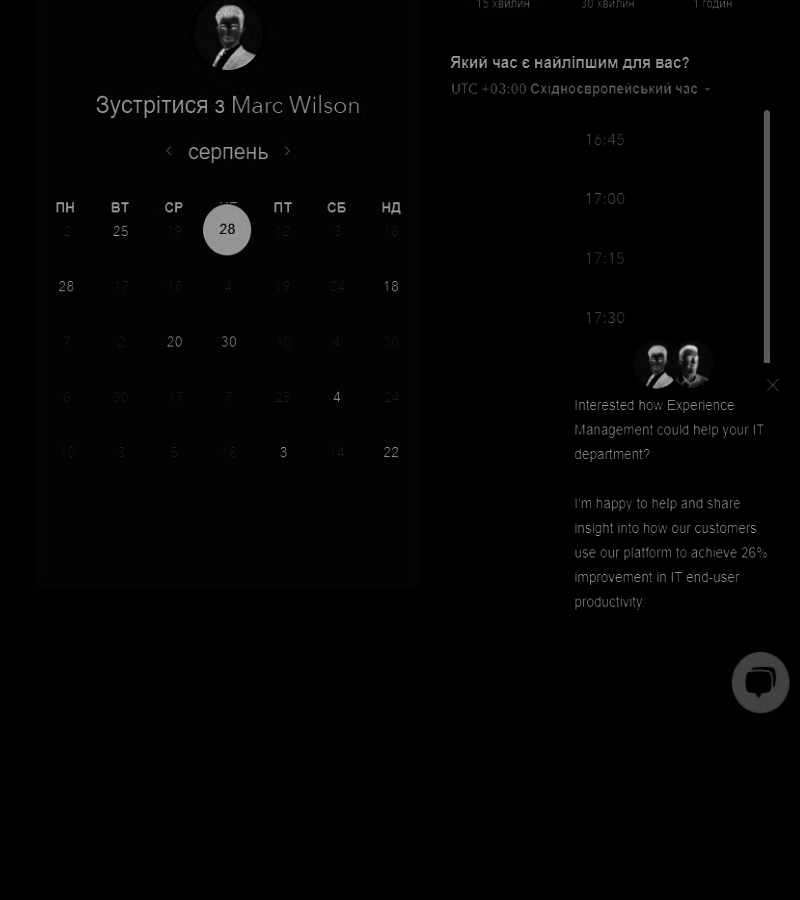 15 хвилин
30 хвилин
1 годин
Зустрітися з Marc Wilson
серпень
ПН ВТ СР ПТ СБ НД
2 25 19 28 12 3 18
28 17 18 4 19 24 18
7 2 20 30 10 4 30
8 30 17 7 25 4 24
10 3 5 18 3 14 22
Який час є найліпшим для вас?
UTC +03:00 Східноєвропейський час
16:45
17:00
17:15
17:30
Interested how Experience
Management could help your IT
department?
I'm happy to help and share
insight into how our customers
use our platform to achieve 26%
improvement in IT end-user
productivity.